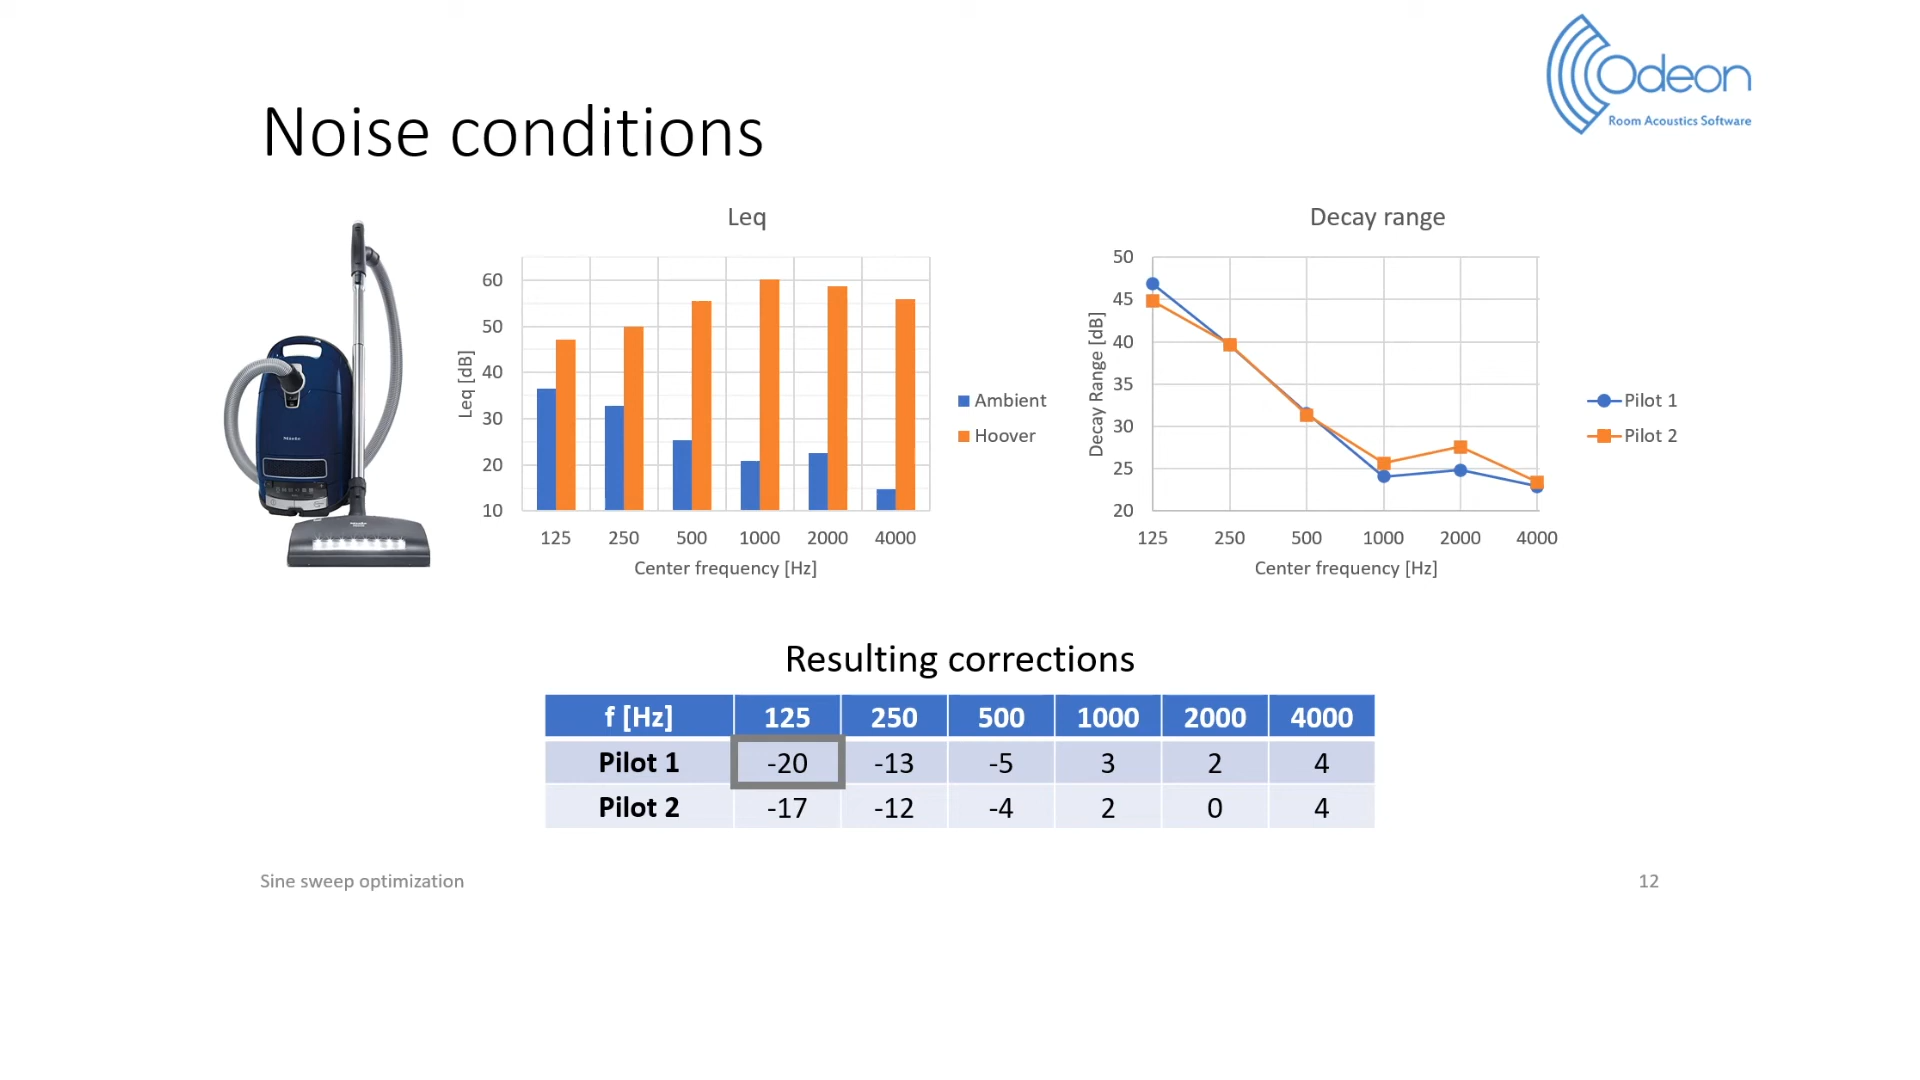 Odeon
Room Acoustics Software
Noise conditions
Leq
60
50
40
30
20
10
Leq [dB]
125 250 500 1000 2000 4000
Center frequency [Hz]
Ambient
Hoover
Decay range
50
45
40
35
30
25
20
Decay Range [dB]
125 250 500 1000 2000 4000
Center frequency [Hz]
Pilot 1
Pilot 2
Resulting corrections
f [Hz] 125 250 500 1000 2000 4000
Pilot 1 -20 -13 -5 3 2 4
Pilot 2 -17 -12 -4 2 0 4
Sine sweep optimization
12